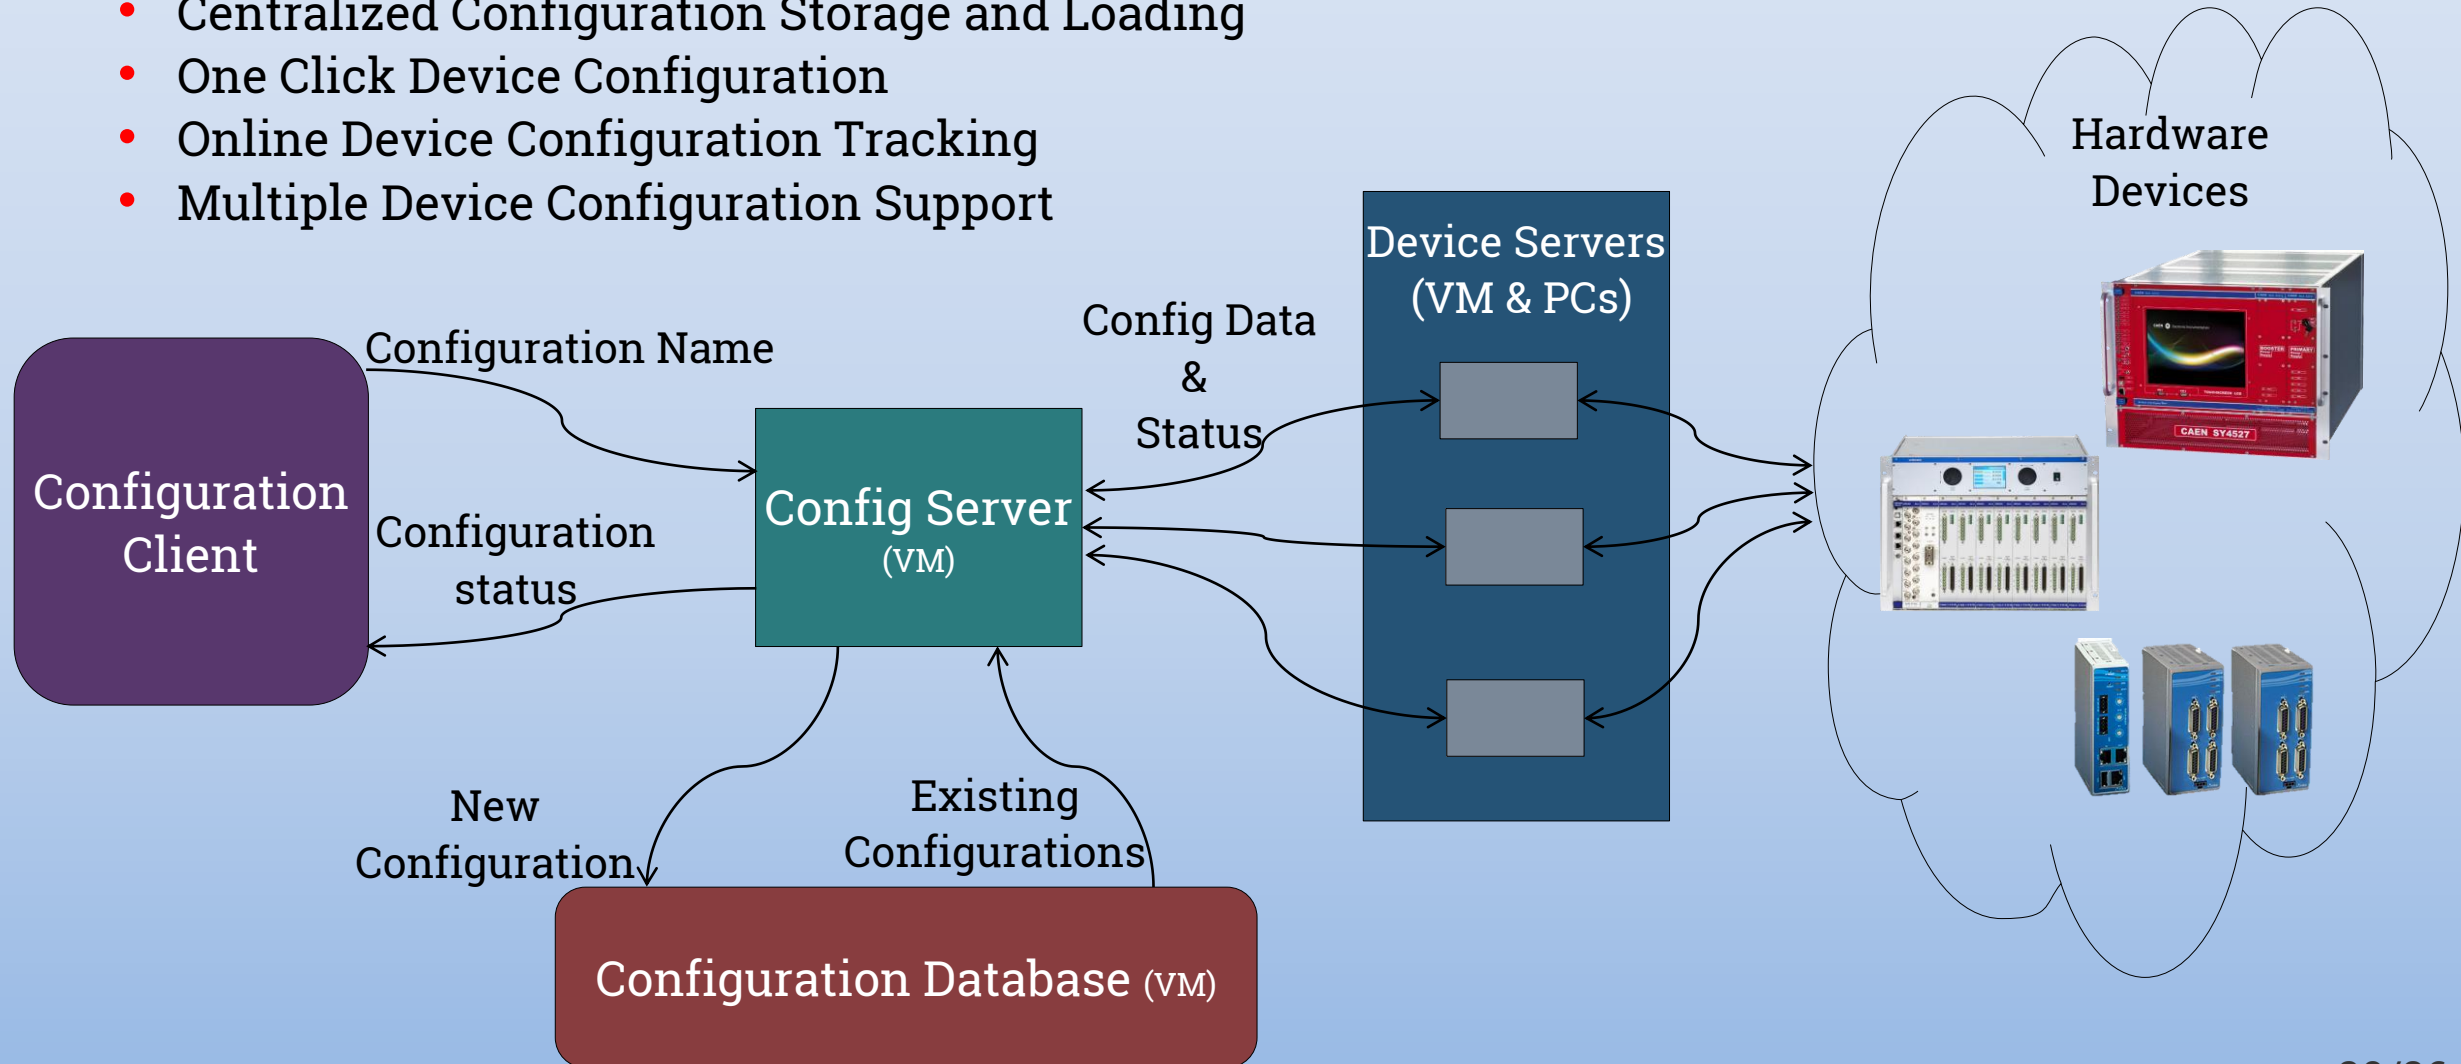 Centralized Configuration Storage and Loading
One Click Device Configuration
Online Device Configuration Tracking
Multiple Device Configuration Support
Hardware
Devices
Device Servers
(VM & PCs)
Config Data
&
Status
Configuration Name
Configuration
Client
Configuration
status
Config Server
(VM)
New
Configuration
Existing
Configurations
Configuration Database (VM)
CAEN SY4527